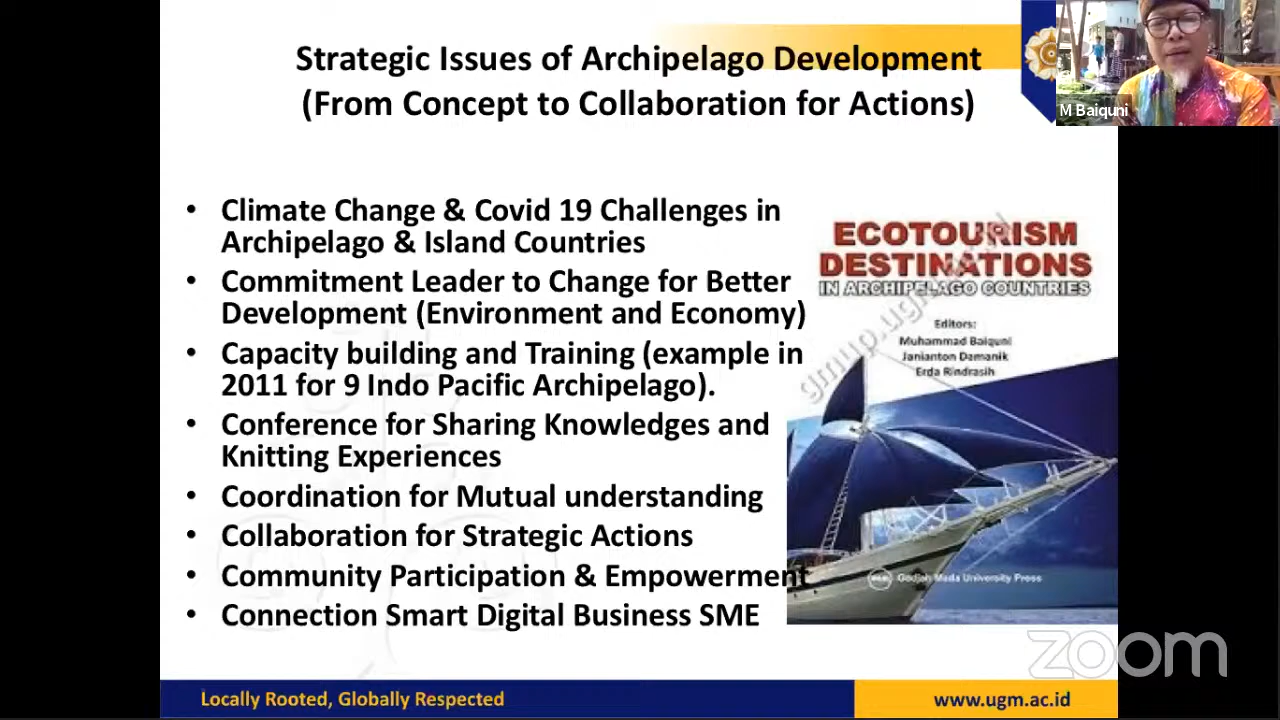 Strategic Issues of Archipelago Development
(From Concept to Collaboration for Actions)
M Baiquni
• Climate Change & Covid 19 Challenges in
Archipelago & Island Countries
• Commitment Leader to Change for Better
Development (Environment and Economy)
• Capacity building and Training (example in
2011 for 9 Indo Pacific Archipelago).
• Conference for Sharing Knowledges and
Knitting Experiences
• Coordination for Mutual understanding
• Collaboration for Strategic Actions
• Community Participation & Empowerment
• Connection Smart Digital Business SME
ECOTOURISM
DESTINATIONS
IN ARCHIPELAGO COUNTRIES
Editors:
Muhammad Baiquni
Janianton Damanik
Erda Rindrasih
Gadjah Mada University Press
zoom
Locally Rooted, Globally Respected
www.ugm.ac.id